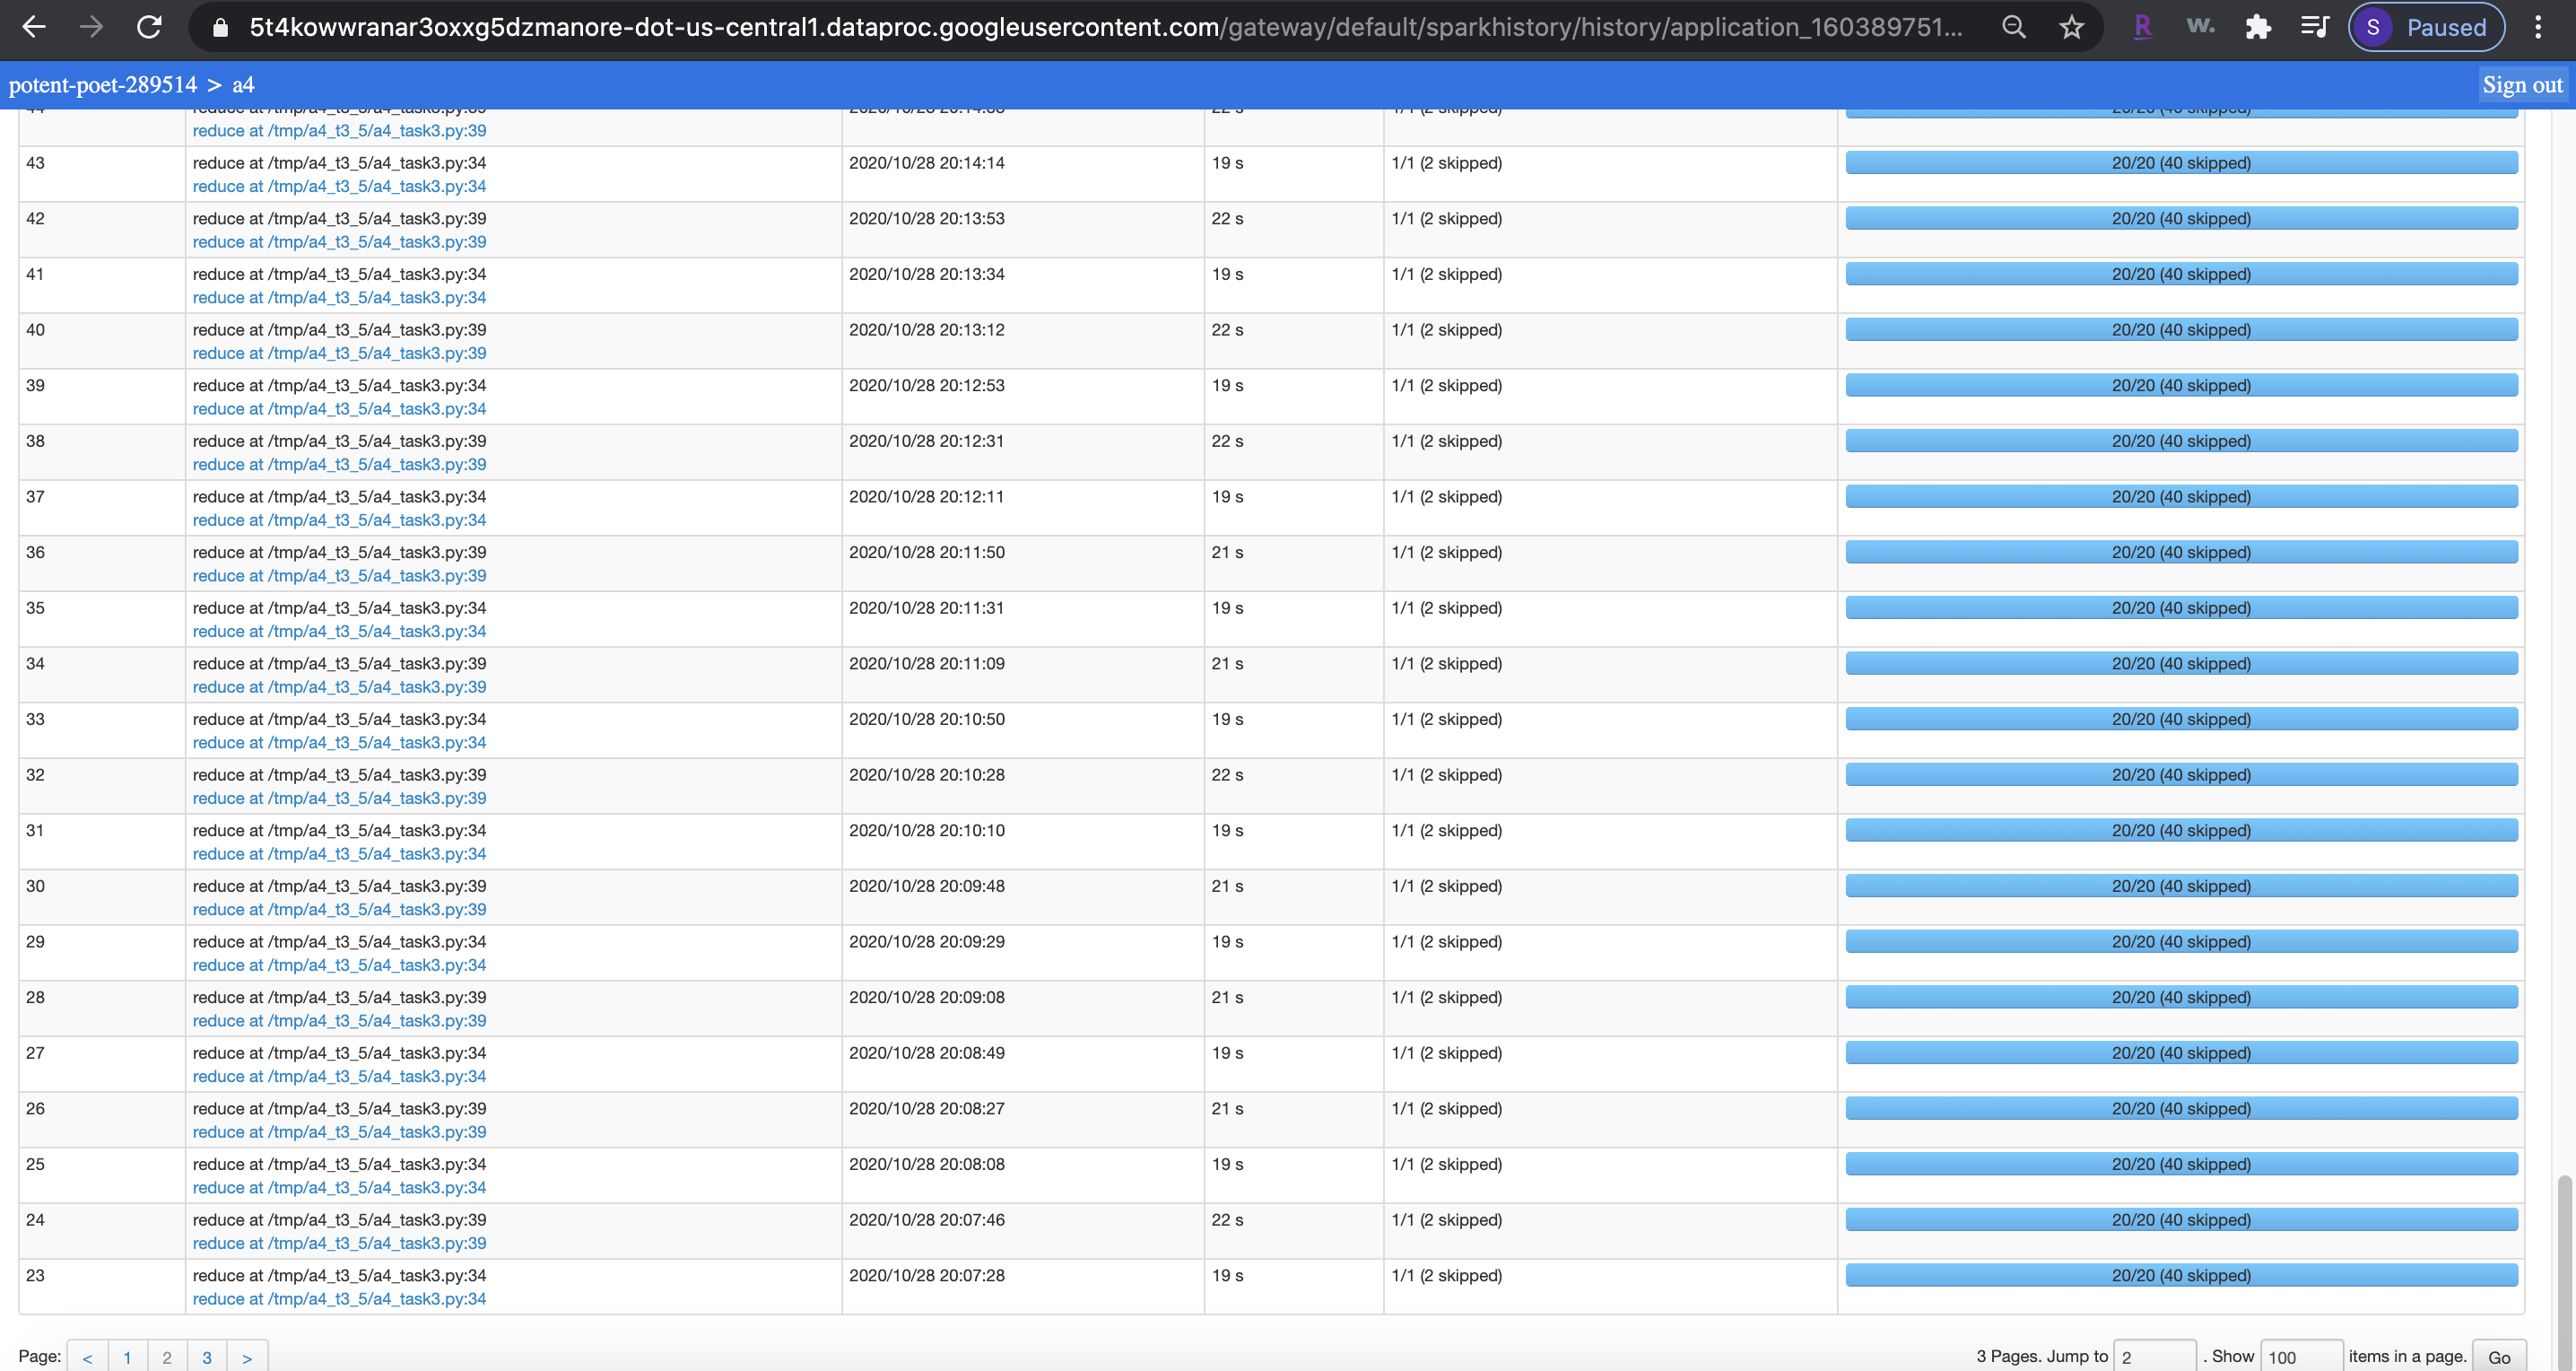 5t4kowwranar3oxxg5dzmanore-dot-us-central1.dataproc.googleusercontent.com/gateway/default/sparkhistory/history/application_160389751... R w. S Paused
potent-poet-289514 > a4 Sign out
44 reduce at /tmp/a4_t3_5/a4_task3.py:39 22 s 1/1 (2 skipped) 20/20 (40 skipped)
reduce at /tmp/a4_t3_5/a4_task3.py:39
43 reduce at /tmp/a4_t3_5/a4_task3.py:34 2020/10/28 20:14:14 19 s 1/1 (2 skipped) 20/20 (40 skipped)
reduce at /tmp/a4_t3_5/a4_task3.py:34
42 reduce at /tmp/a4_t3_5/a4_task3.py:39 2020/10/28 20:13:53 22 s 1/1 (2 skipped) 20/20 (40 skipped)
reduce at /tmp/a4_t3_5/a4_task3.py:39
41 reduce at /tmp/a4_t3_5/a4_task3.py:34 2020/10/28 20:13:34 19 s 1/1 (2 skipped) 20/20 (40 skipped)
reduce at /tmp/a4_t3_5/a4_task3.py:34
40 reduce at /tmp/a4_t3_5/a4_task3.py:39 2020/10/28 20:13:12 22 s 1/1 (2 skipped) 20/20 (40 skipped)
reduce at /tmp/a4_t3_5/a4_task3.py:39
39 reduce at /tmp/a4_t3_5/a4_task3.py:34 2020/10/28 20:12:53 19 s 1/1 (2 skipped) 20/20 (40 skipped)
reduce at /tmp/a4_t3_5/a4_task3.py:34
38 reduce at /tmp/a4_t3_5/a4_task3.py:39 2020/10/28 20:12:31 22 s 1/1 (2 skipped) 20/20 (40 skipped)
reduce at /tmp/a4_t3_5/a4_task3.py:39
37 reduce at /tmp/a4_t3_5/a4_task3.py:34 2020/10/28 20:12:11 19 s 1/1 (2 skipped) 20/20 (40 skipped)
reduce at /tmp/a4_t3_5/a4_task3.py:34
36 reduce at /tmp/a4_t3_5/a4_task3.py:39 2020/10/28 20:11:50 21 s 1/1 (2 skipped) 20/20 (40 skipped)
reduce at /tmp/a4_t3_5/a4_task3.py:39
35 reduce at /tmp/a4_t3_5/a4_task3.py:34 2020/10/28 20:11:31 19 s 1/1 (2 skipped) 20/20 (40 skipped)
reduce at /tmp/a4_t3_5/a4_task3.py:34
34 reduce at /tmp/a4_t3_5/a4_task3.py:39 2020/10/28 20:11:09 21 s 1/1 (2 skipped) 20/20 (40 skipped)
reduce at /tmp/a4_t3_5/a4_task3.py:39
33 reduce at /tmp/a4_t3_5/a4_task3.py:34 2020/10/28 20:10:50 19 s 1/1 (2 skipped) 20/20 (40 skipped)
reduce at /tmp/a4_t3_5/a4_task3.py:34
32 reduce at /tmp/a4_t3_5/a4_task3.py:39 2020/10/28 20:10:28 22 s 1/1 (2 skipped) 20/20 (40 skipped)
reduce at /tmp/a4_t3_5/a4_task3.py:39
31 reduce at /tmp/a4_t3_5/a4_task3.py:34 2020/10/28 20:10:10 19 s 1/1 (2 skipped) 20/20 (40 skipped)
reduce at /tmp/a4_t3_5/a4_task3.py:34
30 reduce at /tmp/a4_t3_5/a4_task3.py:39 2020/10/28 20:09:48 21 s 1/1 (2 skipped) 20/20 (40 skipped)
reduce at /tmp/a4_t3_5/a4_task3.py:39
29 reduce at /tmp/a4_t3_5/a4_task3.py:34 2020/10/28 20:09:29 19 s 1/1 (2 skipped) 20/20 (40 skipped)
reduce at /tmp/a4_t3_5/a4_task3.py:34
28 reduce at /tmp/a4_t3_5/a4_task3.py:39 2020/10/28 20:09:08 21 s 1/1 (2 skipped) 20/20 (40 skipped)
reduce at /tmp/a4_t3_5/a4_task3.py:39
27 reduce at /tmp/a4_t3_5/a4_task3.py:34 2020/10/28 20:08:49 19 s 1/1 (2 skipped) 20/20 (40 skipped)
reduce at /tmp/a4_t3_5/a4_task3.py:34
26 reduce at /tmp/a4_t3_5/a4_task3.py:39 2020/10/28 20:08:27 21 s 1/1 (2 skipped) 20/20 (40 skipped)
reduce at /tmp/a4_t3_5/a4_task3.py:39
25 reduce at /tmp/a4_t3_5/a4_task3.py:34 2020/10/28 20:08:08 19 s 1/1 (2 skipped) 20/20 (40 skipped)
reduce at /tmp/a4_t3_5/a4_task3.py:34
24 reduce at /tmp/a4_t3_5/a4_task3.py:39 2020/10/28 20:07:46 22 s 1/1 (2 skipped) 20/20 (40 skipped)
reduce at /tmp/a4_t3_5/a4_task3.py:39
23 reduce at /tmp/a4_t3_5/a4_task3.py:34 2020/10/28 20:07:28 19 s 1/1 (2 skipped) 20/20 (40 skipped)
reduce at /tmp/a4_t3_5/a4_task3.py:34
Page: < 1 2 3 > 3 Pages. Jump to 2 . Show 100 items in a page. Go